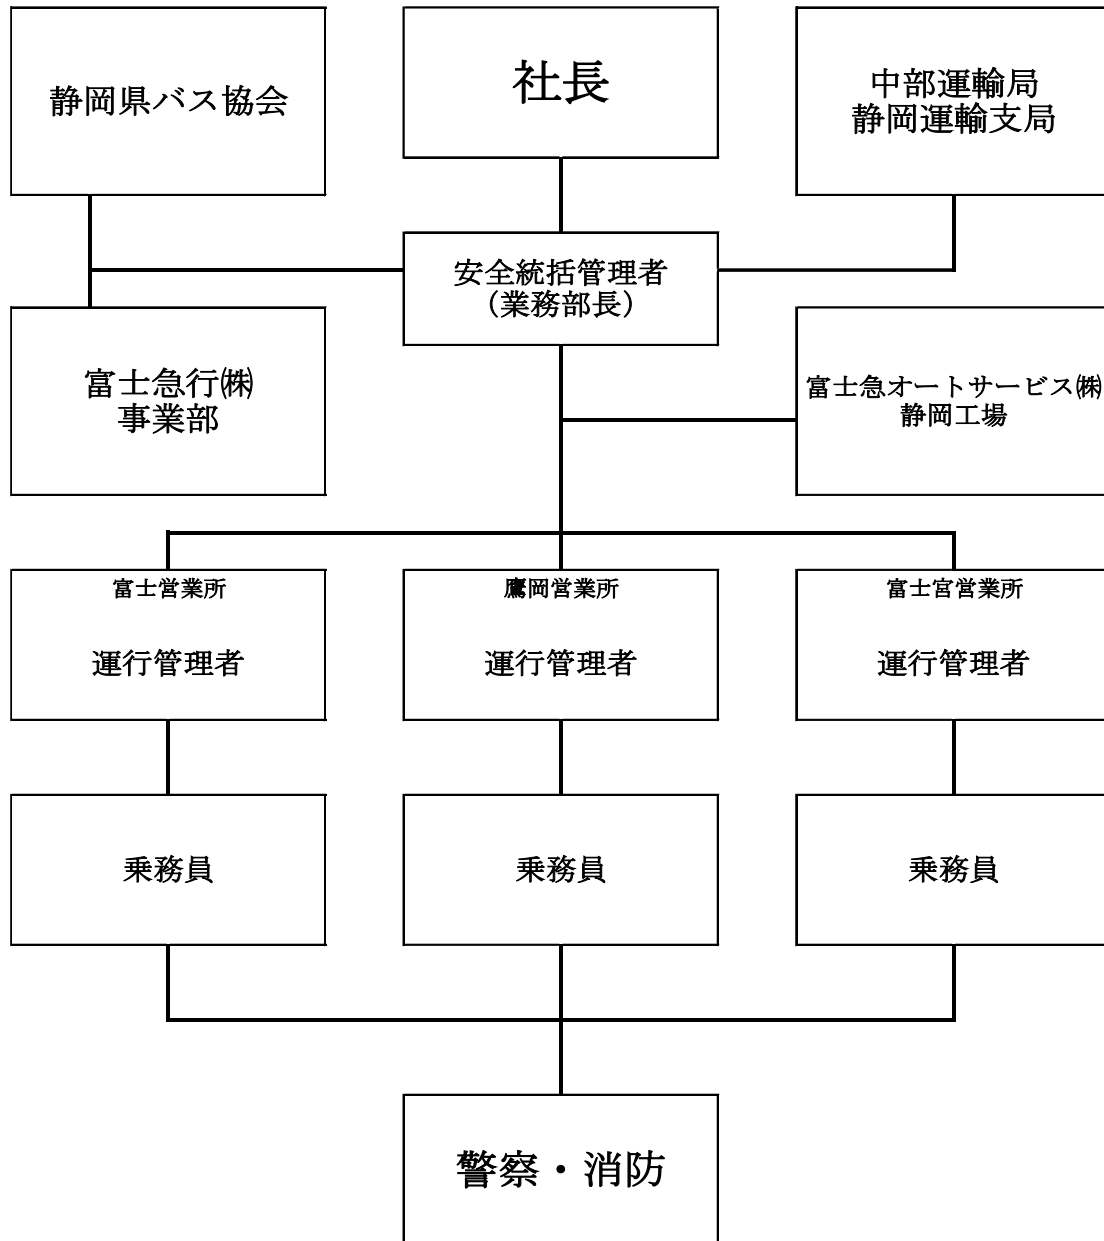 静岡県バス協会
社長
中部運輸局
静岡運輸支局
安全統括管理者
(業務部長)
富士急行㈱
事業部
富士急オートサービス㈱
静岡工場
富士営業所
運行管理者
鷹岡営業所
運行管理者
富士宮営業所
運行管理者
乗務員
乗務員
乗務員
警察・消防